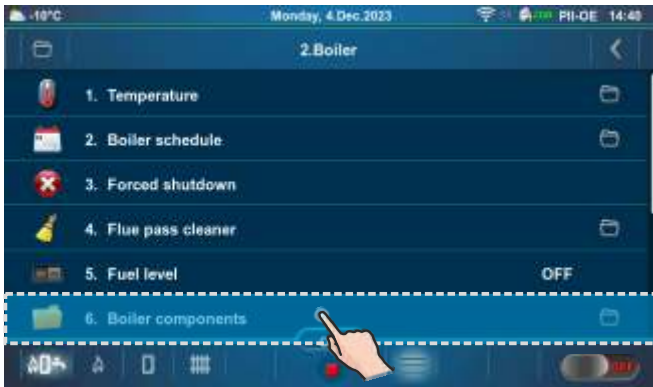 -10°C Monday, 4.Dec.2023 PII-OE 14:40
2.Boiler
1. Temperature
2. Boiler schedule
3. Forced shutdown
4. Flue pass cleaner
5. Fuel level OFF
6. Boiler components
OFF